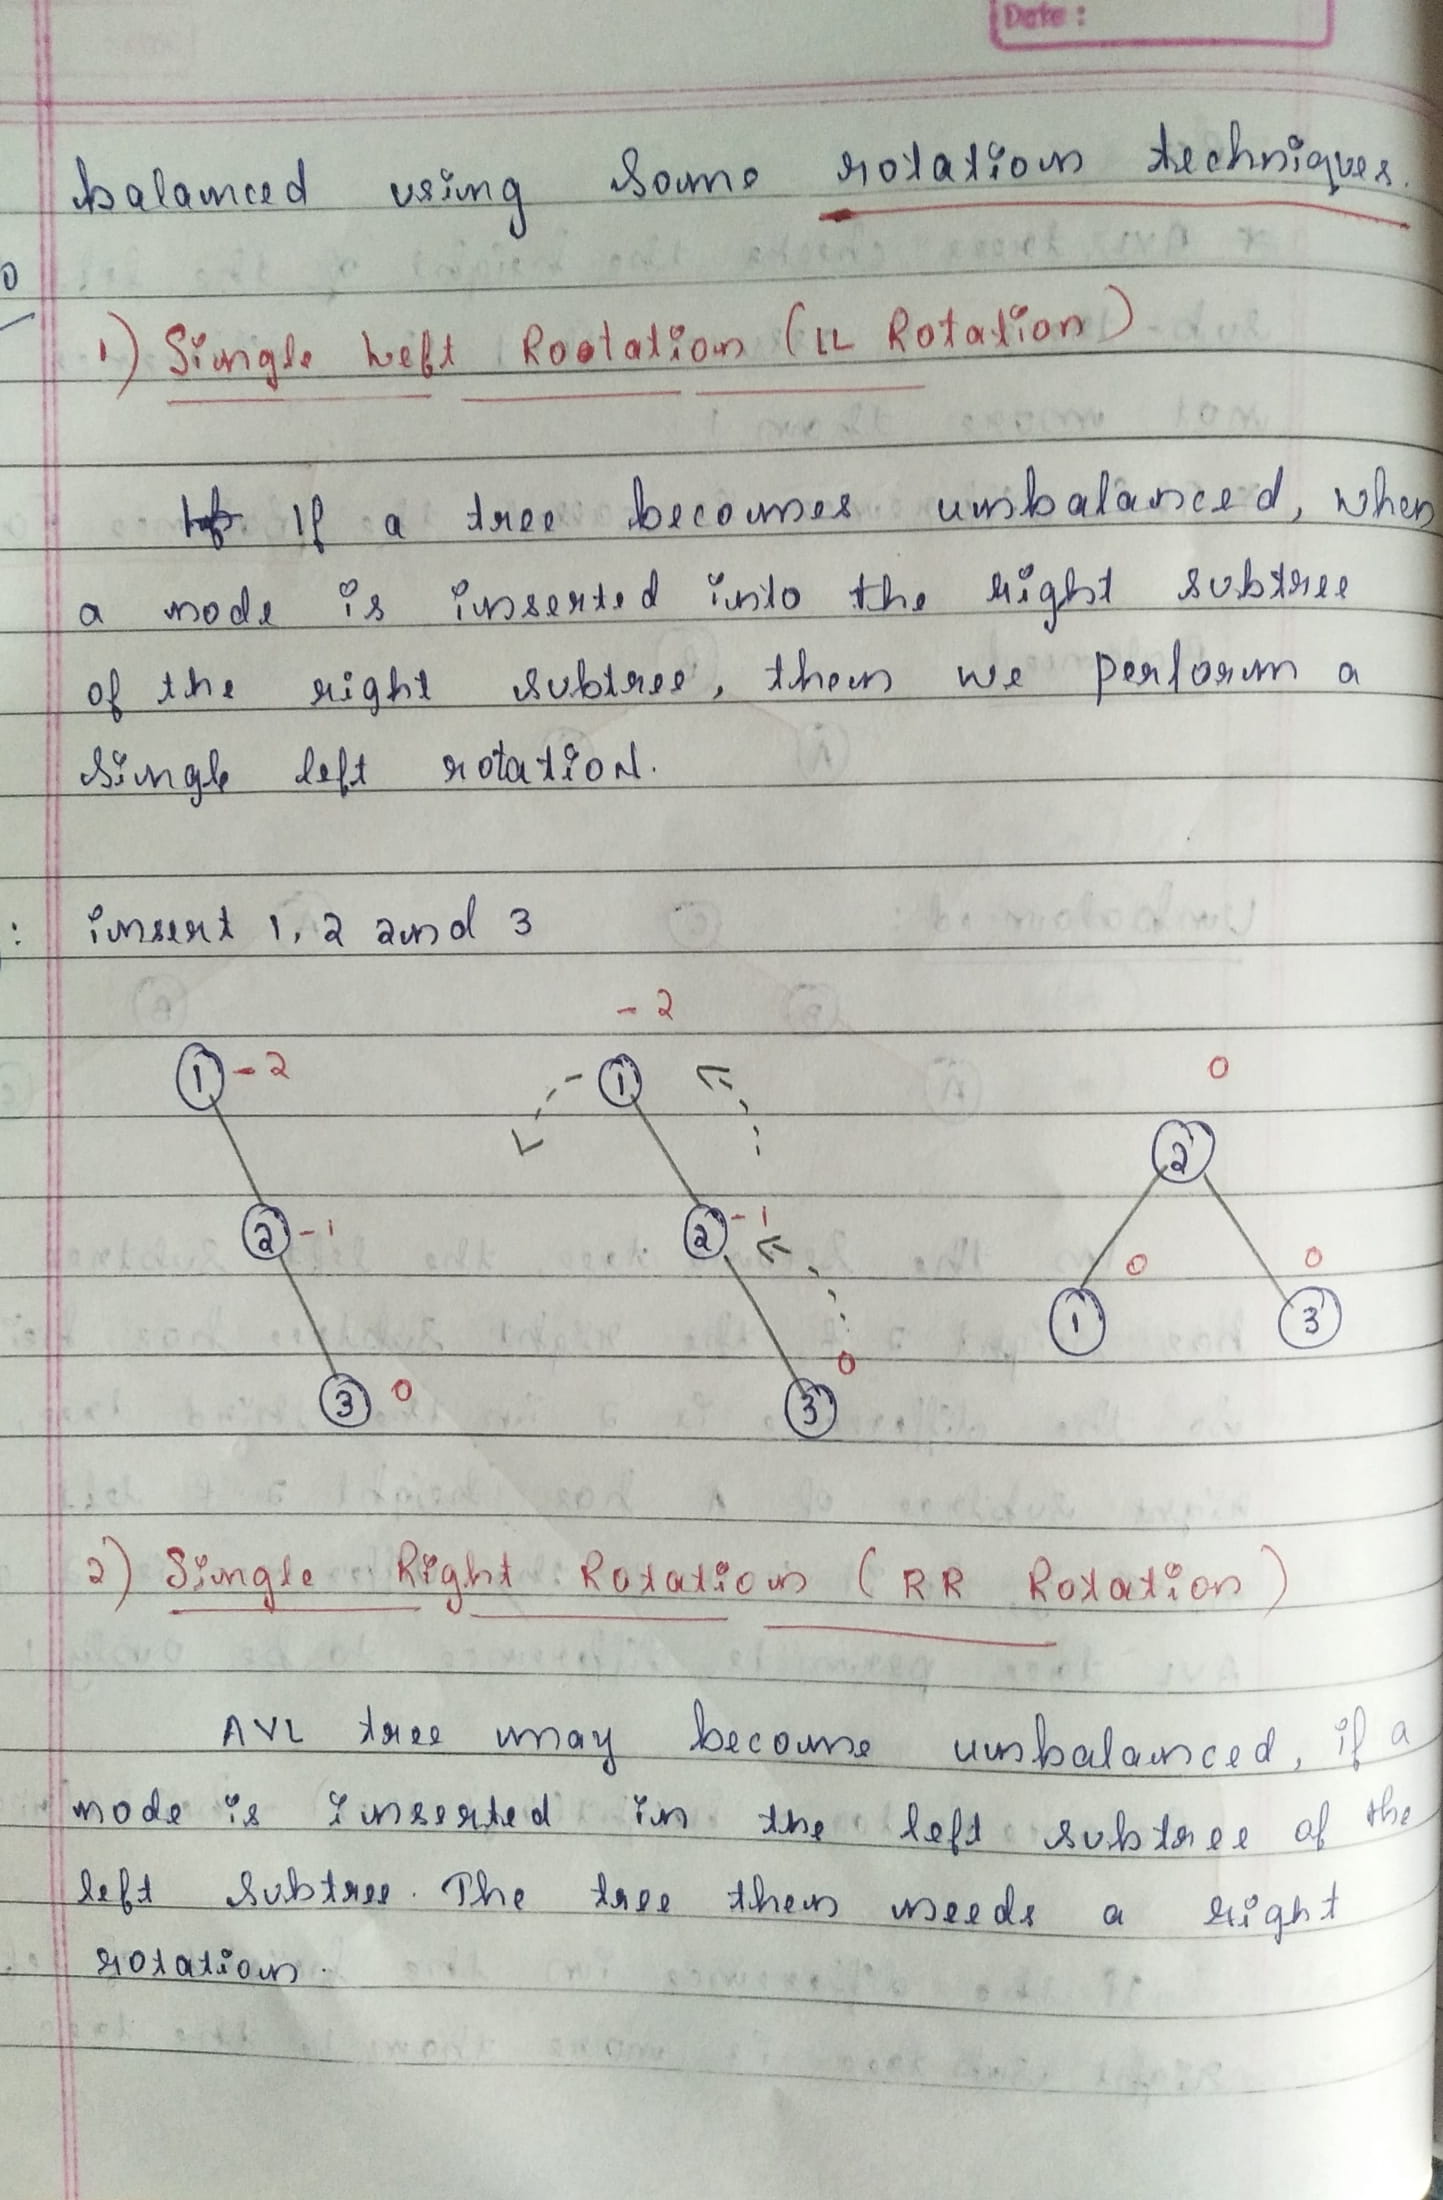 Date :
balanced using some rotation techniques.
1) Single Left Rootation (LL Rotation)
If a tree becomes unbalanced, when
a node is inserted into the right subtree
of the right subtree, then we perform a
single left rotation.
: insert 1, 2 and 3
-2
1 -2 1 0
2
2 -1 2 -1 0 0
1 3
0
3 0 3
2) Single Right Rotation (RR Rotation)
AVL tree may become unbalanced, if a
node is inserted in the left subtree of the
left subtree. The tree then needs a right
rotation.